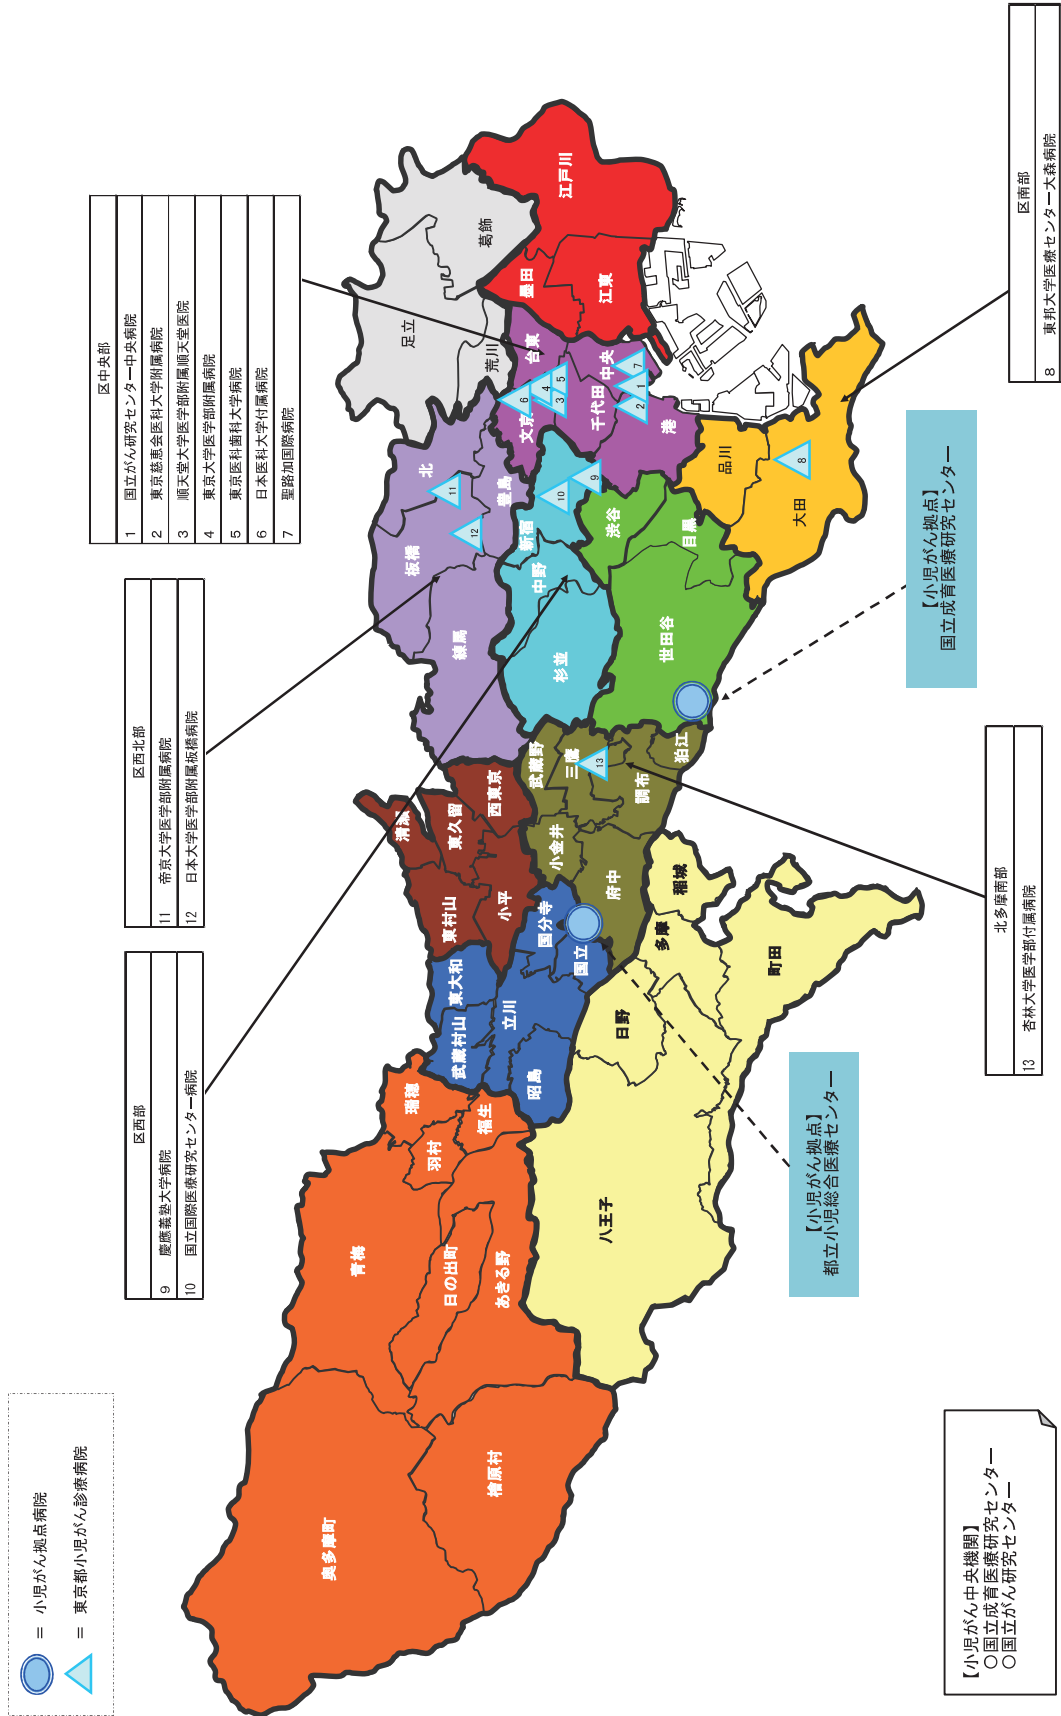 ＝ 小児がん拠点病院
＝ 東京都小児がん診療病院
区西部
9 慶應義塾大学病院
10 国立国際医療研究センター病院
区西北部
11 帝京大学医学部附属病院
12 日本大学医学部附属板橋病院
区中央部
1 国立がん研究センター中央病院
2 東京慈恵会医科大学附属病院
3 順天堂大学医学部附属順天堂医院
4 東京大学医学部附属病院
5 東京医科歯科大学病院
6 日本医科大学付属病院
7 聖路加国際病院
奥多摩町
檜原村
青梅
日の出町
あきる野
瑞穂
羽村
福生
武蔵村山
東大和
立川
昭島
国分寺
国立
東村山
清瀬
東久留
小平
西東京
武蔵野
三鷹
小金井
調布
府中
狛江
八王子
日野
多摩
稲城
町田
練馬
板橋
北
豊島
杉並
中野
新宿
世田谷
渋谷
目黒
文京
台東
千代田
中央
港
品川
大田
足立
荒川
葛飾
墨田
江東
江戸川
1
2
3
4
5
6
7
8
9
10
11
12
13
【小児がん中央機関】
○国立成育医療研究センター
○国立がん研究センター
【小児がん拠点】
都立小児総合医療センター
北多摩南部
13 杏林大学医学部付属病院
【小児がん拠点】
国立成育医療研究センター
区南部
8 東邦大学医療センター大森病院